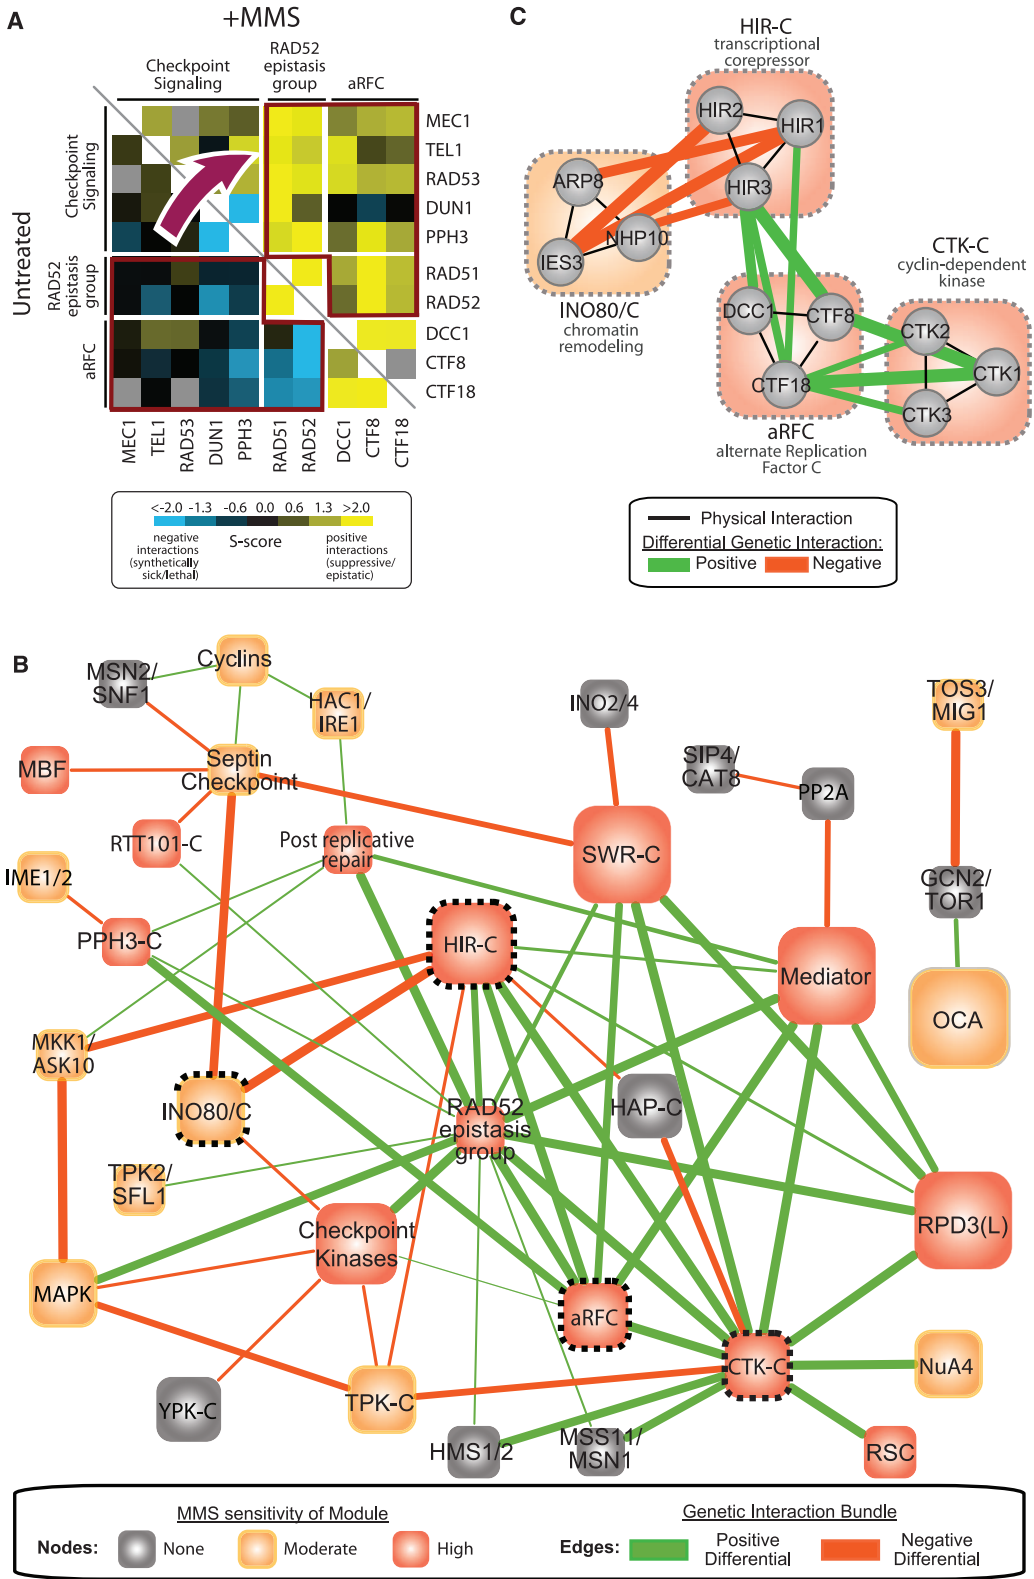 A
+MMS
Checkpoint
Signaling
RAD52
epistasis
group
aRFC
Untreated
Checkpoint
Signaling
RAD52
epistasis
group
aRFC
MEC1
TEL1
RAD53
DUN1
PPH3
RAD51
RAD52
DCC1
CTF8
CTF18
MEC1
TEL1
RAD53
DUN1
PPH3
RAD51
RAD52
DCC1
CTF8
CTF18
<-2.0 -1.3 -0.6 0.0 0.6 1.3 >2.0
negative
interactions
(synthetically
sick/lethal)
S-score
positive
interactions
(suppressive/
epistatic)
C
HIR-C
transcriptional
corepressor
HIR2
HIR1
HIR3
ARP8
NHP10
IES3
INO80/C
chromatin
remodeling
CTK-C
cyclin-dependent
kinase
DCC1
CTF8
CTF18
CTK2
CTK1
CTK3
aRFC
alternate Replication
Factor C
Physical Interaction
Differential Genetic Interaction:
Positive
Negative
B
MSN2/
SNF1
Cyclins
HAC1/
IRE1
MBF
Septin
Checkpoint
RTT101-C
Post replicative
repair
IME1/2
PPH3-C
INO2/4
SIP4/
CAT8
PP2A
TOS3/
MIG1
SWR-C
GCN2/
TOR1
HIR-C
Mediator
OCA
MKK1/
ASK10
INO80/C
RAD52
epistasis
group
HAP-C
TPK2/
SFL1
Checkpoint
Kinases
RPD3(L)
MAPK
aRFC
CTK-C
NuA4
YPK-C
TPK-C
HMS1/2
MSS11/
MSN1
RSC
MMS sensitivity of Module
Nodes:
None
Moderate
High
Genetic Interaction Bundle
Edges:
Positive
Differential
Negative
Differential